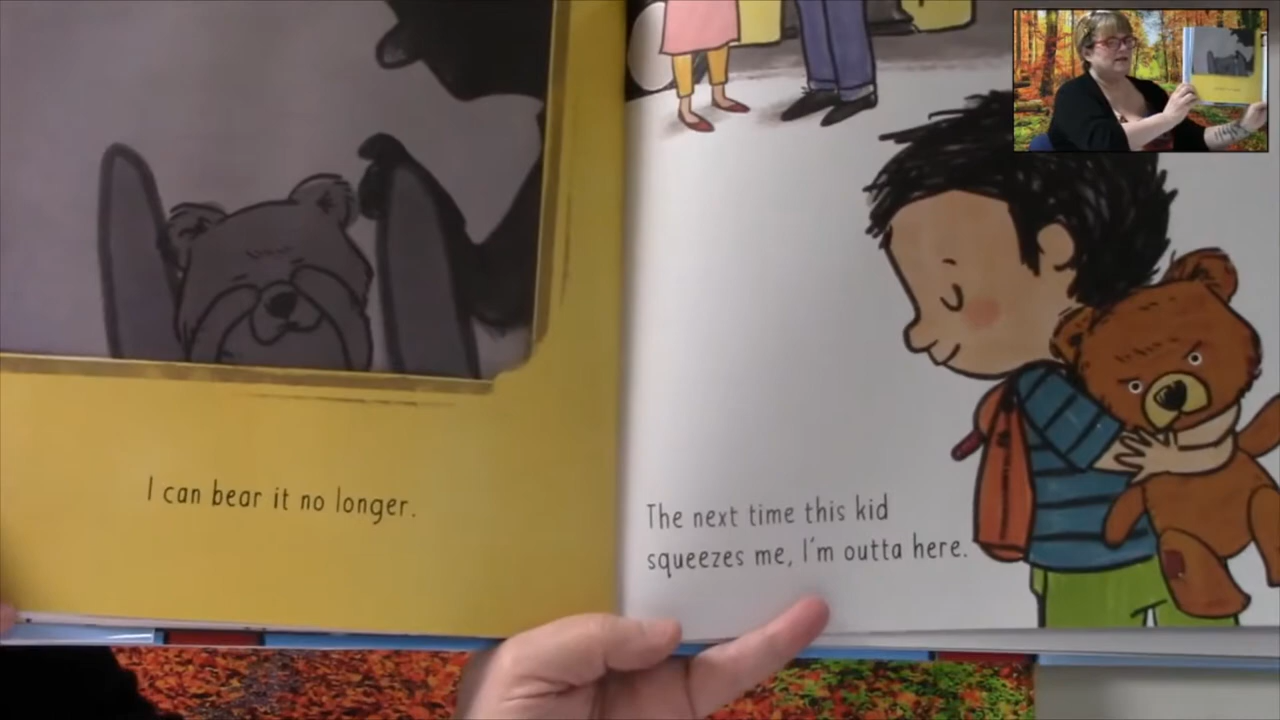 I can bear it no longer.
The next time this kid
squeezes me, I'm outta here.